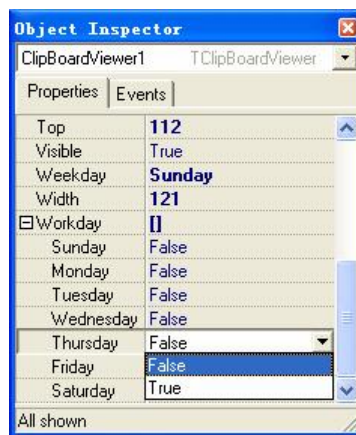 Object Inspector
ClipBoardViewer1 TClipBoardViewer
Properties Events
Top 112
Visible True
Weekday Sunday
Width 121
Workday []
Sunday False
Monday False
Tuesday False
Wednesday False
Thursday False
Friday False
Saturday True
All shown